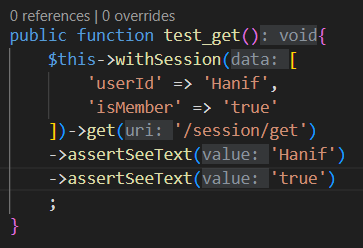 0 references | 0 overrides
public function test_get(): void{
    $this->withSession(data: [
        'userId' => 'Hanif',
        'isMember' => 'true'
    ])->get(uri: '/session/get')
    ->assertSeeText(value: 'Hanif')
    ->assertSeeText(value: 'true')
    ;
}